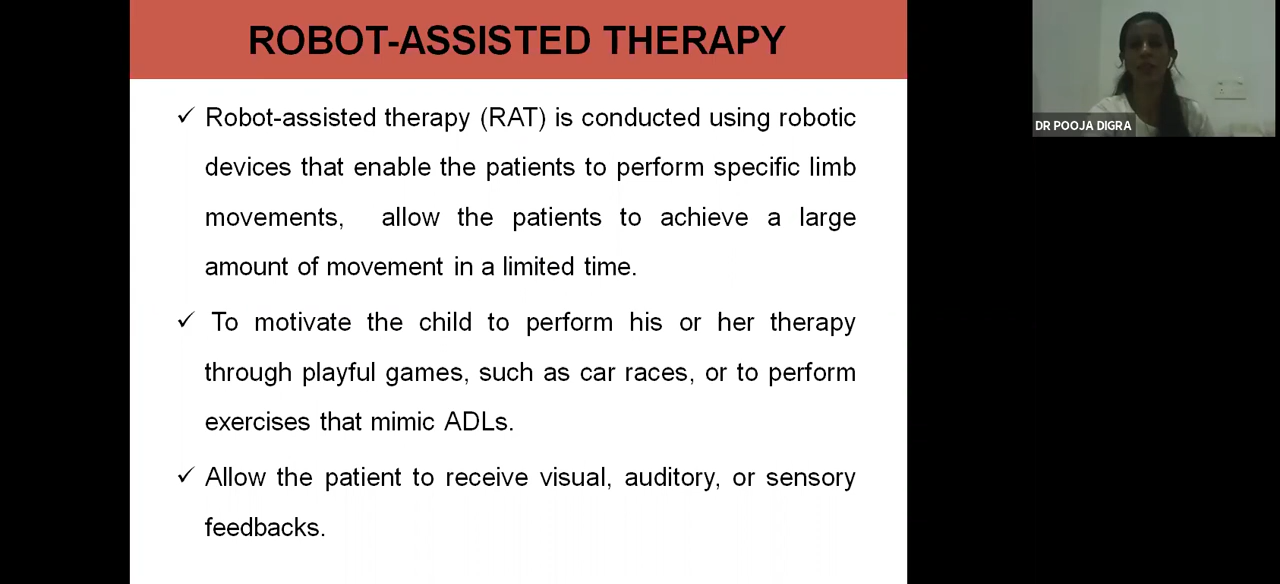 ROBOT-ASSISTED THERAPY
✓ Robot-assisted therapy (RAT) is conducted using robotic
devices that enable the patients to perform specific limb
movements, allow the patients to achieve a large
amount of movement in a limited time.
✓ To motivate the child to perform his or her therapy
through playful games, such as car races, or to perform
exercises that mimic ADLs.
✓ Allow the patient to receive visual, auditory, or sensory
feedbacks.
DR POOJA DIGRA